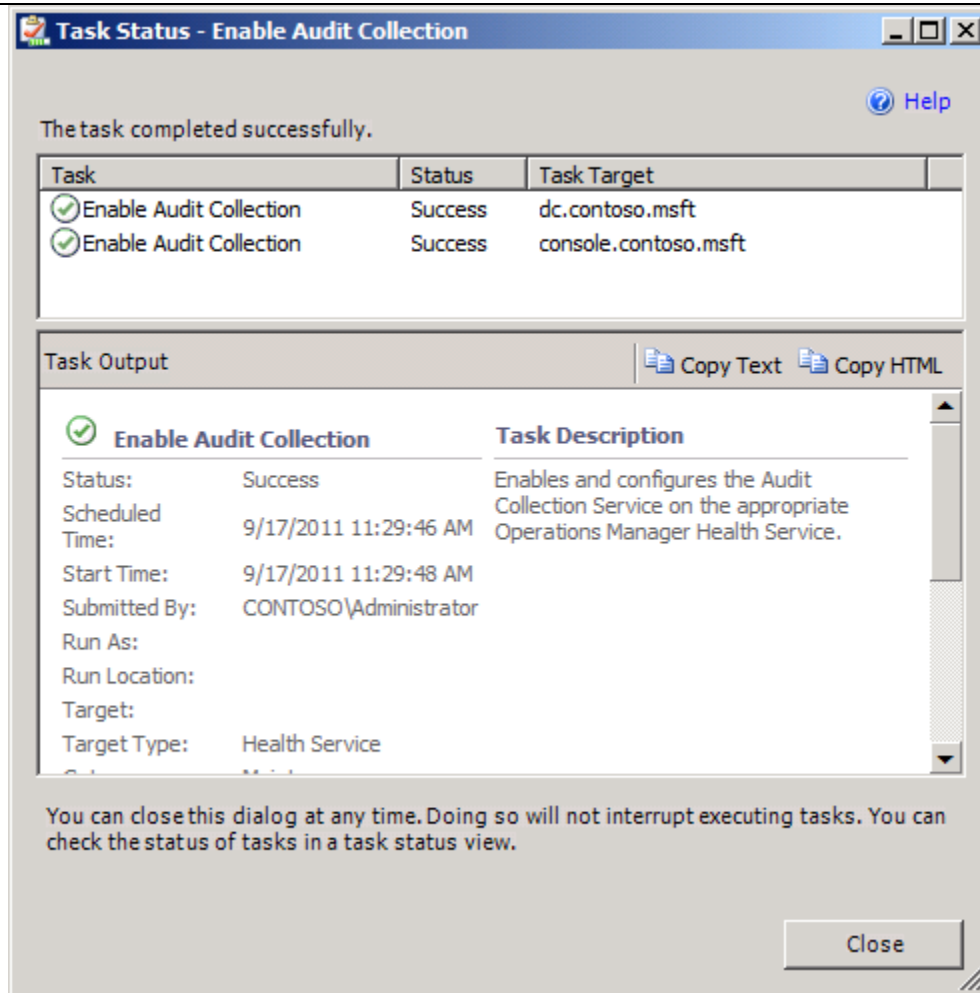 Task Status - Enable Audit Collection
Help
The task completed successfully.
Task Status Task Target
Enable Audit Collection Success dc.contoso.msft
Enable Audit Collection Success console.contoso.msft
Task Output Copy Text Copy HTML
Enable Audit Collection Task Description
Status: Success Enables and configures the Audit
Collection Service on the appropriate
Operations Manager Health Service.
Scheduled
Time: 9/17/2011 11:29:46 AM
Start Time: 9/17/2011 11:29:48 AM
Submitted By: CONTOSO\Administrator
Run As:
Run Location:
Target:
Target Type: Health Service
You can close this dialog at any time. Doing so will not interrupt executing tasks. You can
check the status of tasks in a task status view.
Close